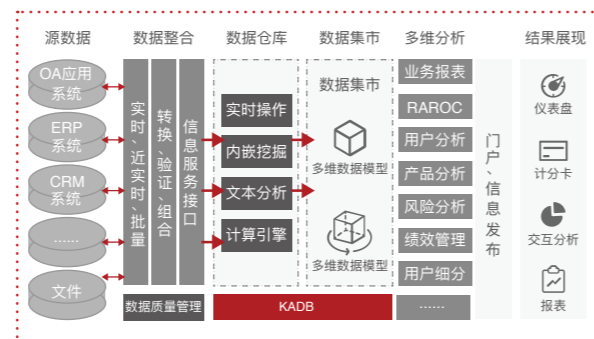 源数据
数据整合
数据仓库
数据集市
多维分析
结果展现
OA应用
系统
ERP
系统
CRM
系统
......
文件
实时、近实时、批量
转换、验证、组合
信息服务接口
数据质量管理
实时操作
内嵌挖掘
文本分析
计算引擎
数据集市
多维数据模型
多维数据模型
KADB
业务报表
RAROC
用户分析
产品分析
风险分析
绩效管理
用户细分
......
门户、信息发布
仪表盘
计分卡
交互分析
报表